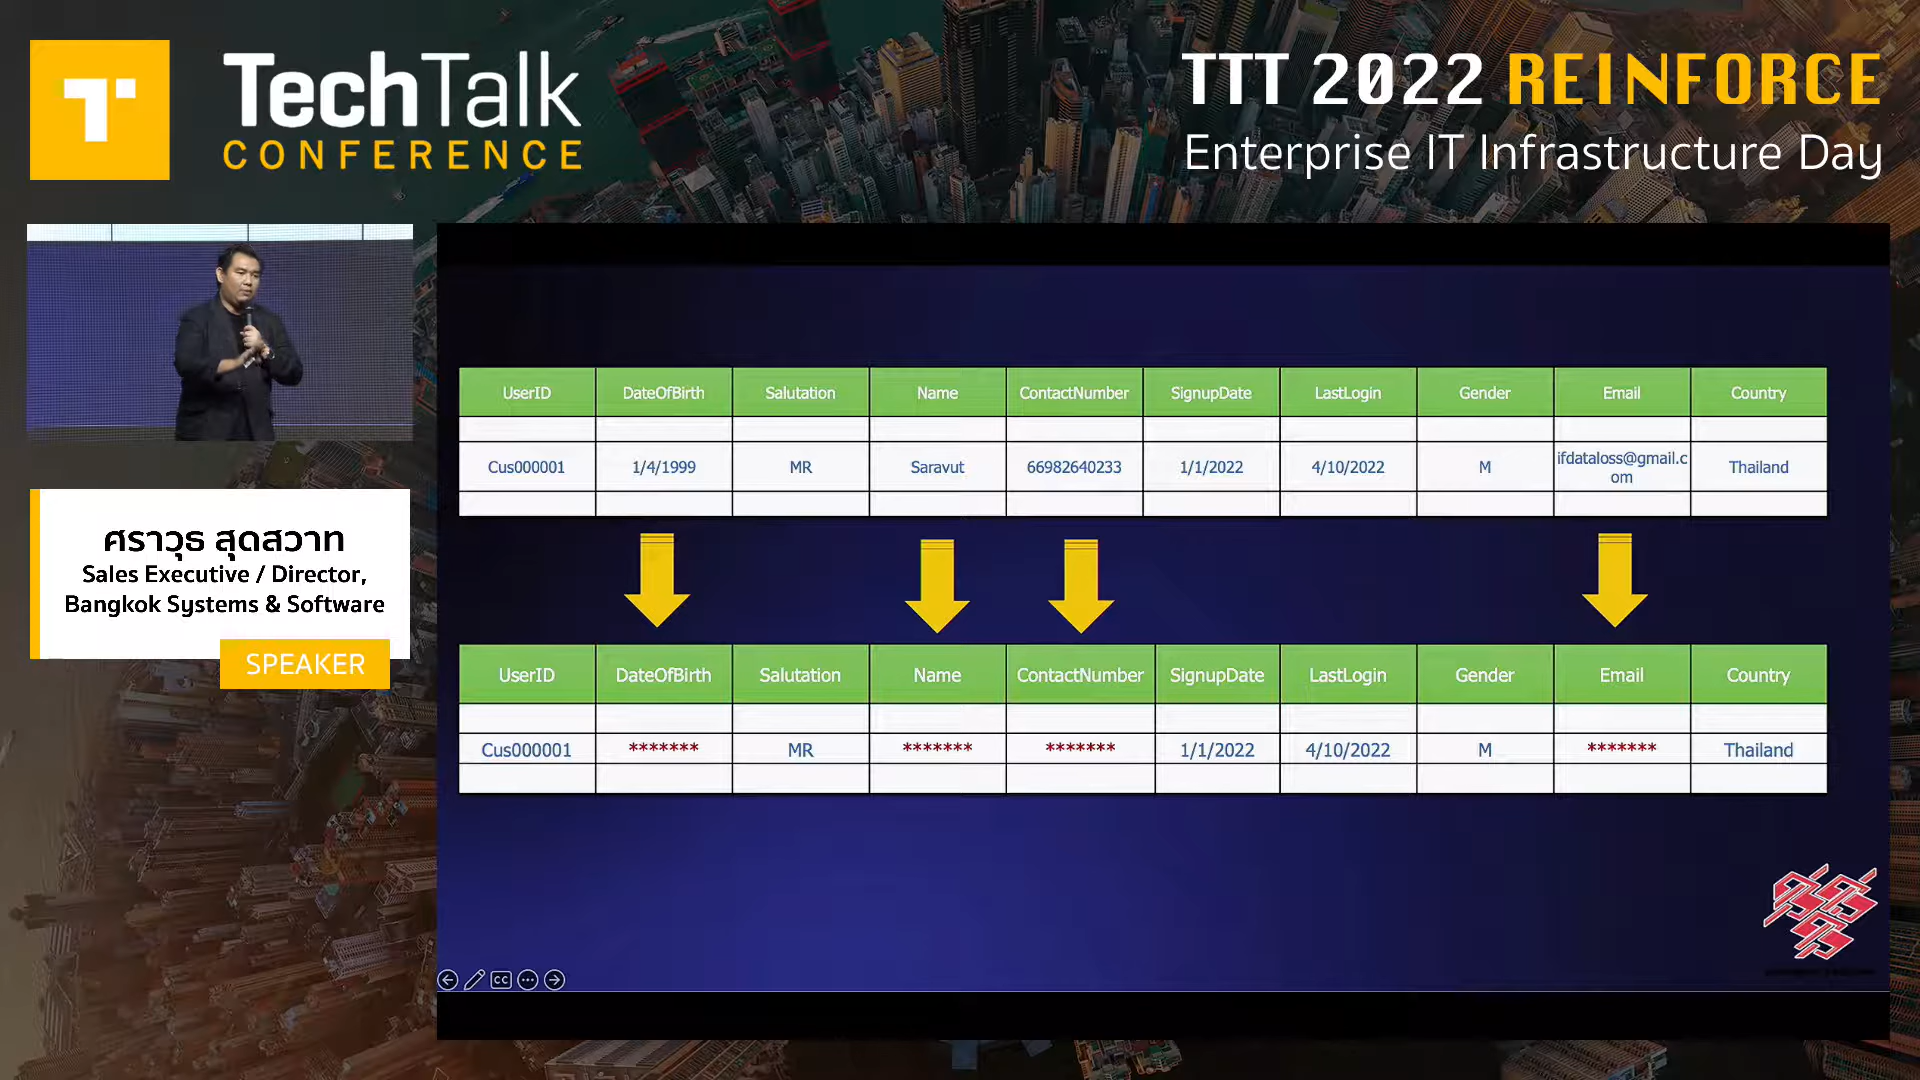 TechTalk
CONFERENCE
TTT 2022 REINFORCE
Enterprise IT Infrastructure Day
ศราวุธ สุดสวาท
Sales Executive / Director,
Bangkok Systems & Software
SPEAKER
UserID DateOfBirth Salutation Name ContactNumber SignupDate LastLogin Gender Email Country
Cus000001 1/4/1999 MR Saravut 66982640233 1/1/2022 4/10/2022 M ifdataloss@gmail.c Thailand
om
UserID DateOfBirth Salutation Name ContactNumber SignupDate LastLogin Gender Email Country
Cus000001 ******* MR ******* ******* 1/1/2022 4/10/2022 M ******* Thailand
CC